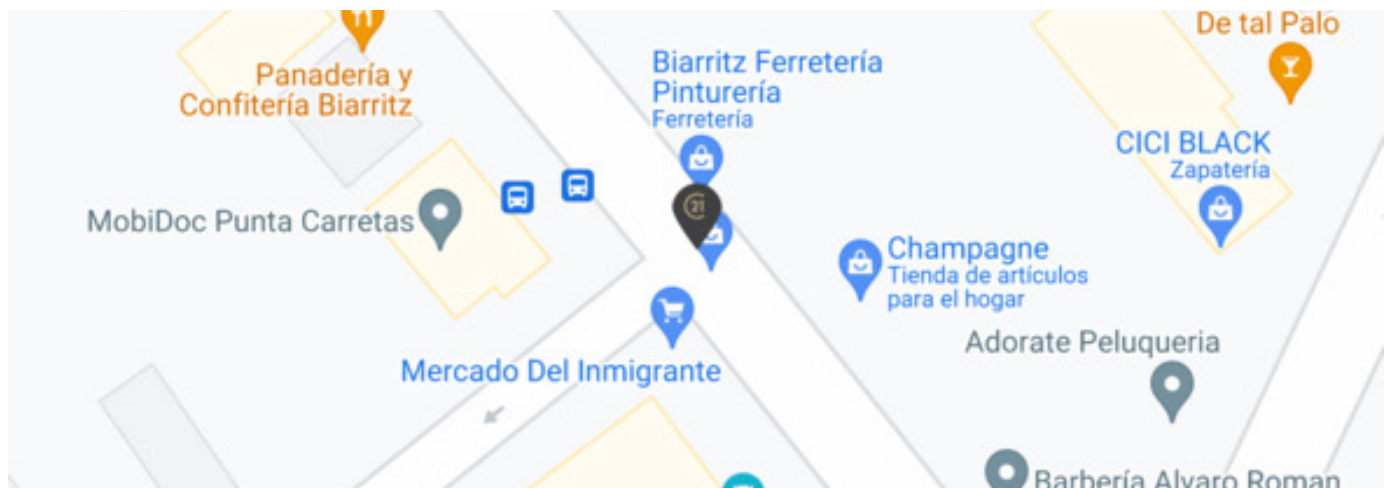 De tal Palo
Biarritz Ferretería
Pinturería
Ferretería
Panadería y
Confitería Biarritz
CICI BLACK
Zapatería
21
MobiDoc Punta Carretas
Champagne
Tienda de artículos
para el hogar
Adorate Peluqueria
Mercado Del Inmigrante
Barbería Alvaro Roman